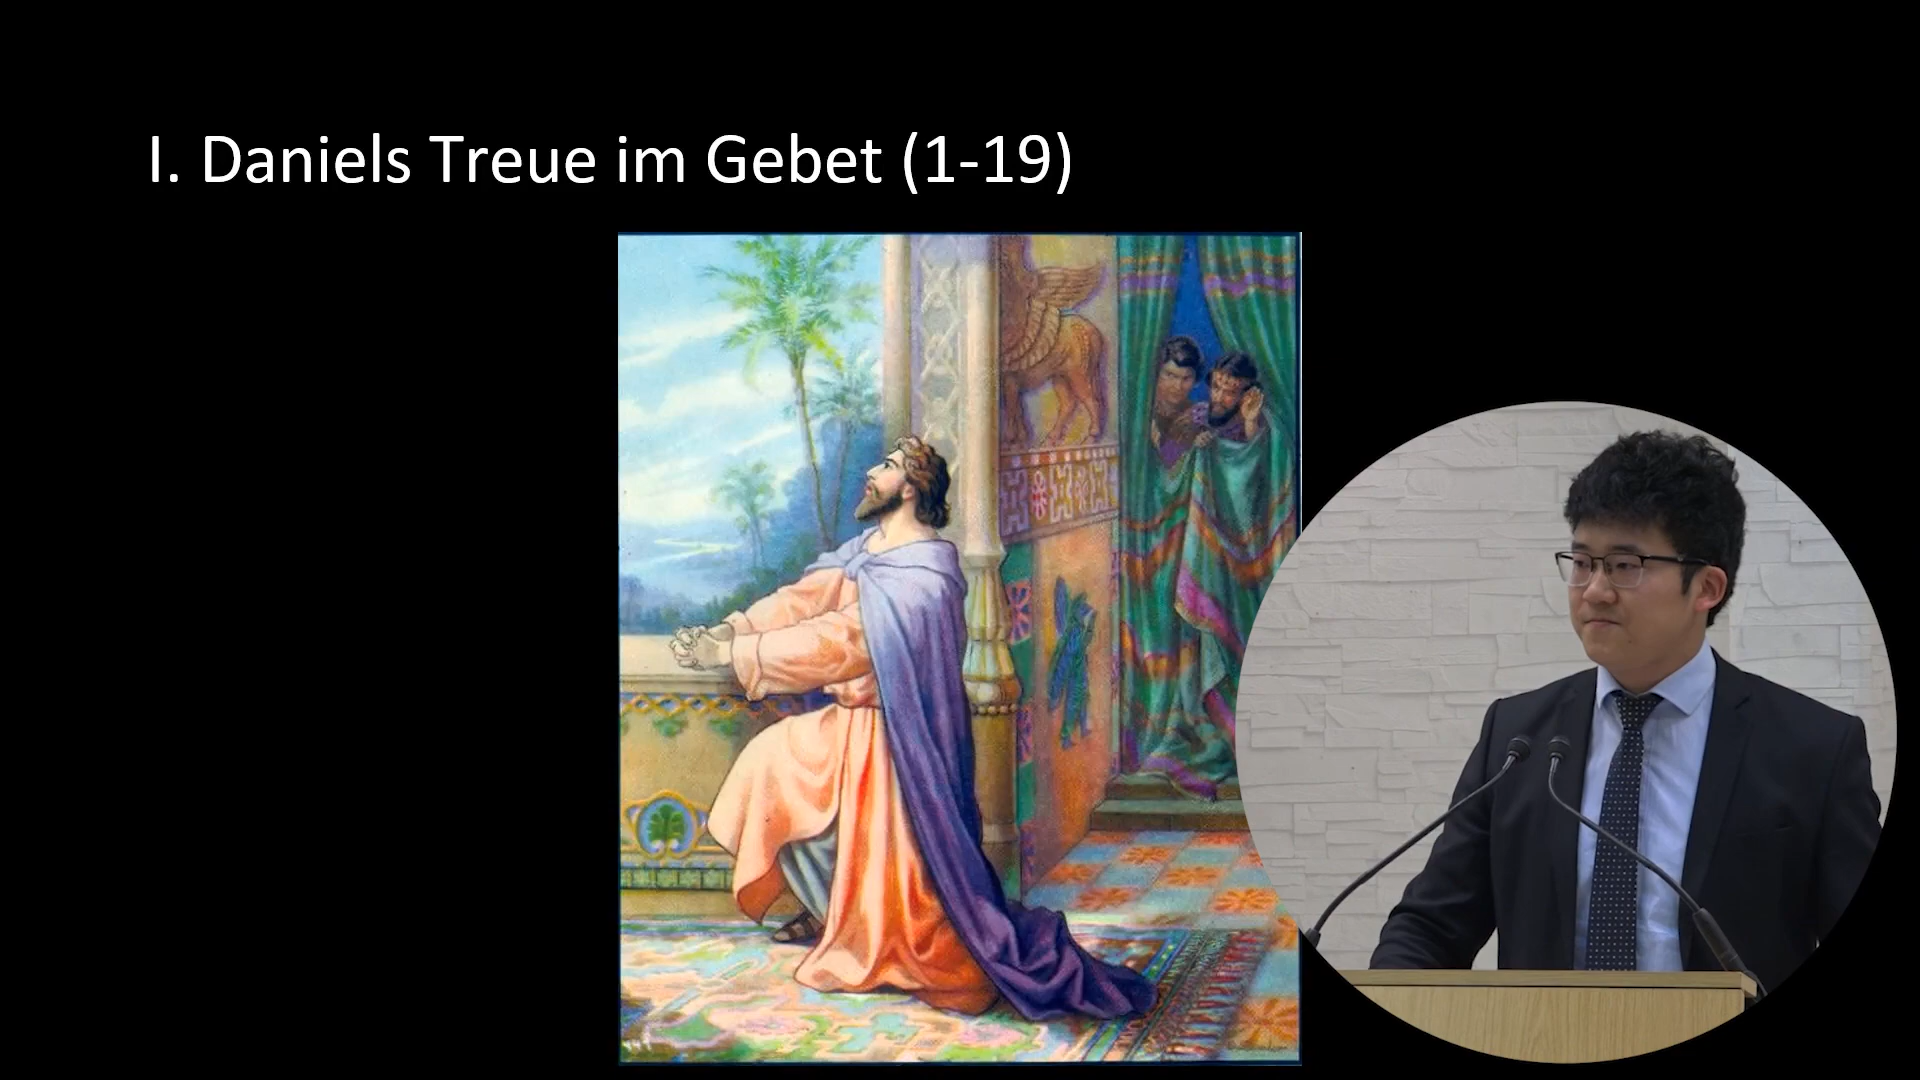 I. Daniels Treue im Gebet (1-19)